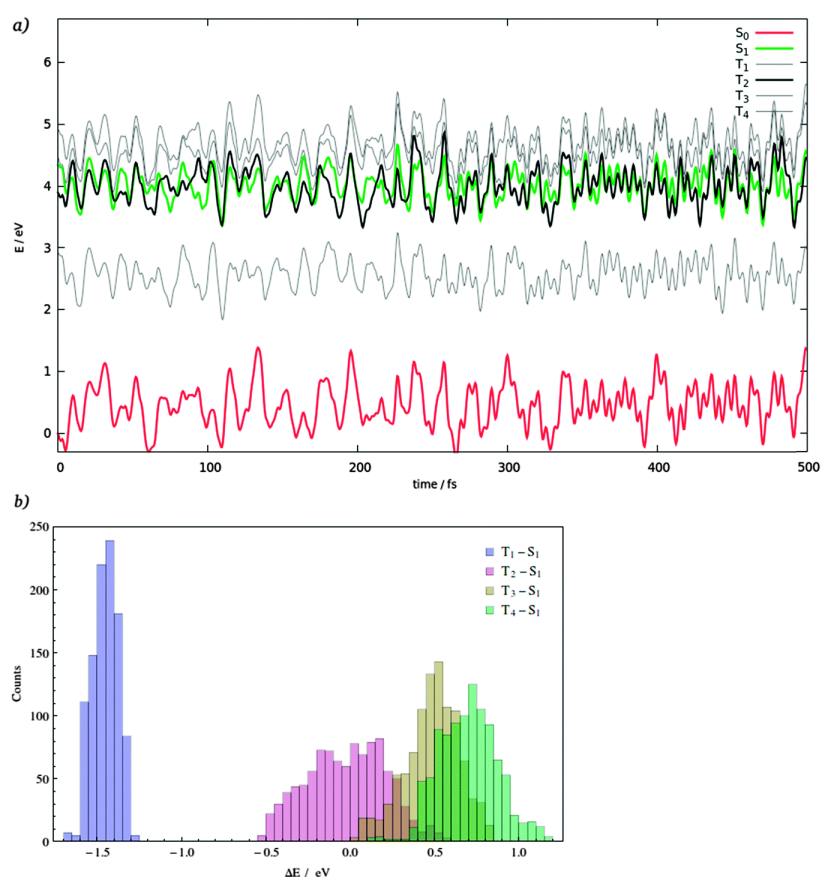 a)
S0
S1
T1
T2
T3
T4
6
5
4
3
2
1
0
E / eV
0 100 200 300 400 500
time / fs
b)
250
200
150
100
50
0
Counts
T1 – S1
T2 – S1
T3 – S1
T4 – S1
−1.5 −1.0 −0.5 0.0 0.5 1.0
ΔE / eV